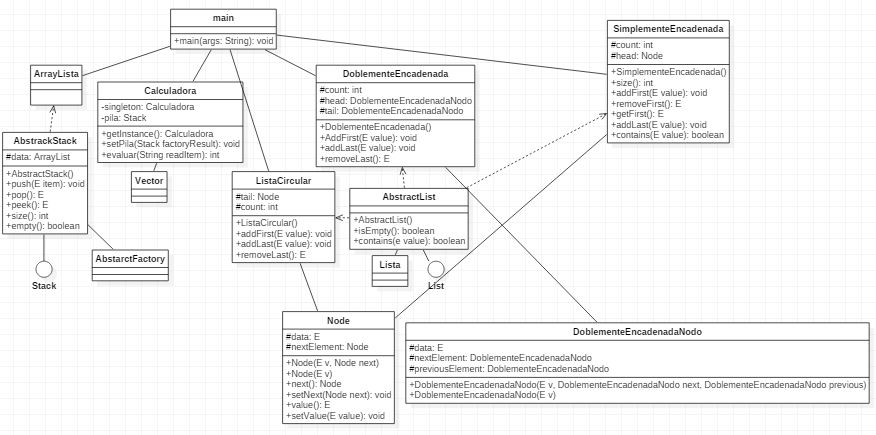 main
+main(args: String): void
SimplementeEncadenada
#count: int
#head: Node
+SimplementeEncadenada()
+size(): int
+addFirst(E value): void
+removeFirst(): E
+getFirst(): E
+addLast(E value): void
+contains(E value): boolean
ArrayLista
Calculadora
-singleton: Calculadora
-pila: Stack
+getInstance(): Calculadora
+setPila(Stack factoryResult): void
+evaluar(String readItem): int
DoblementeEncadenada
#count: int
#head: DoblementeEncadenadaNodo
#tail: DoblementeEncadenadaNodo
+DoblementeEncadenada()
+AddFirst(E value): void
+addLast(E value): void
+removeLast(): E
AbstrackStack
#data: ArrayList
+AbstractStack()
+push(E item): void
+pop(): E
+peek(): E
+size(): int
+empty(): boolean
Vector
ListaCircular
#tail: Node
#count: int
+ListaCircular()
+addFirst(E value): void
+addLast(E value): void
+removeLast(): E
AbstractList
+AbstractList()
+isEmpty(): boolean
+contains(e value): boolean
AbstarctFactory
Stack
Lista
List
Node
#data: E
#nextElement: Node
+Node(E v, Node next)
+Node(E v)
+next(): Node
+setNext(Node next): void
+value(): E
+setValue(E value): void
DoblementeEncadenadaNodo
#data: E
#nextElement: DoblementeEncadenadaNodo
#previousElement: DoblementeEncadenadaNodo
+DoblementeEncadenadaNodo(E v, DoblementeEncadenadaNodo next, DoblementeEncadenadaNodo previous)
+DoblementeEncadenadaNodo(E v)